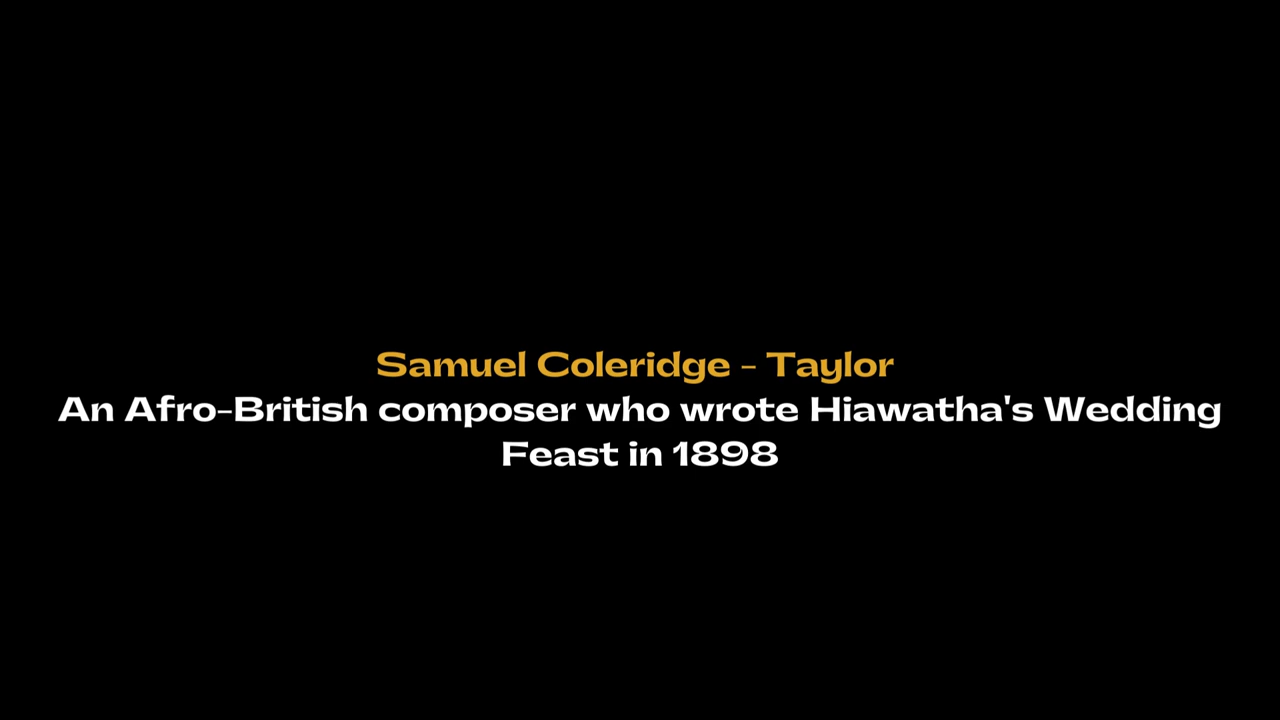 Samuel Coleridge - Taylor
An Afro-British composer who wrote Hiawatha's Wedding
Feast in 1898